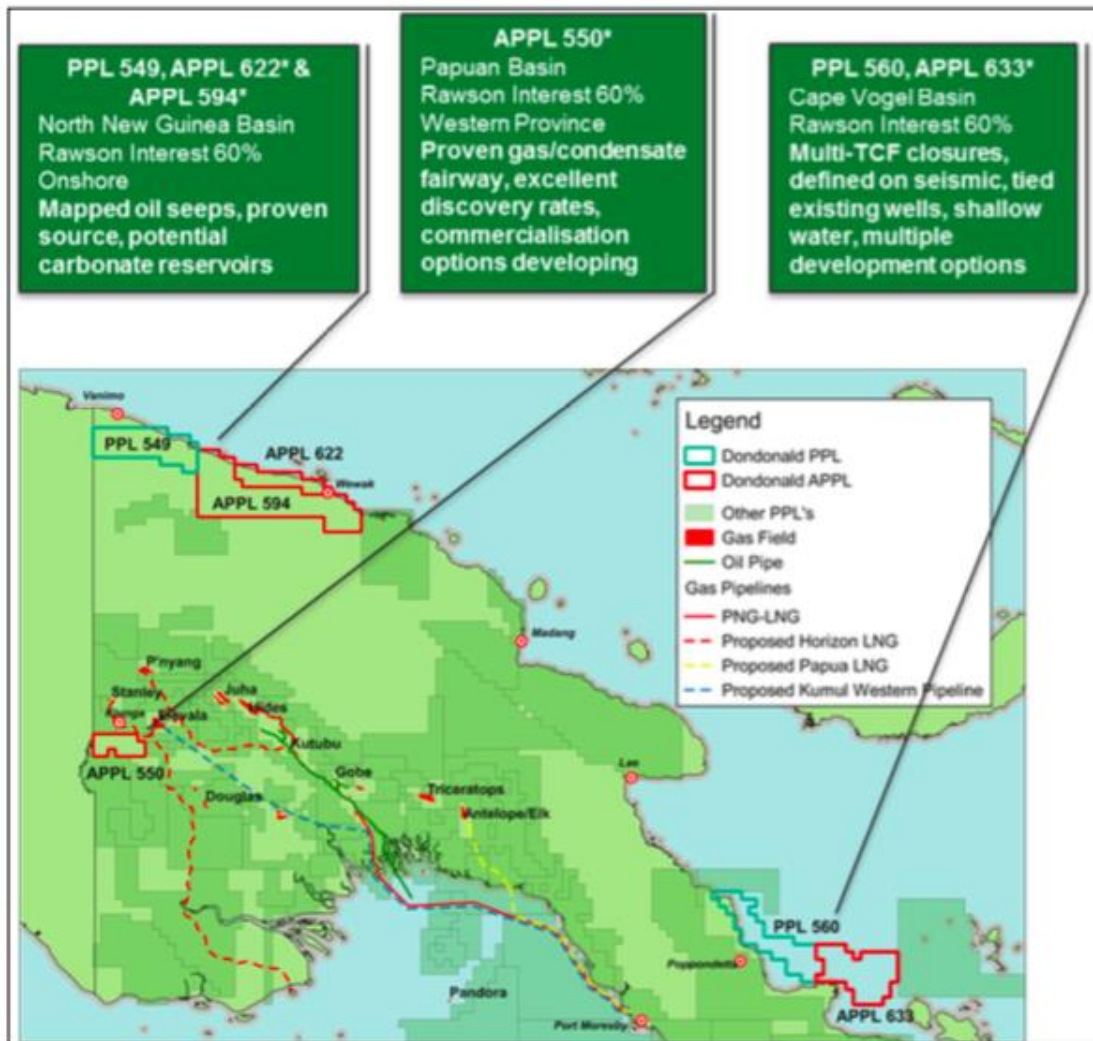 PPL 549, APPL 622* &
APPL 594*
North New Guinea Basin
Rawson Interest 60%
Onshore
Mapped oil seeps, proven
source, potential
carbonate reservoirs
APPL 550*
Papuan Basin
Rawson Interest 60%
Western Province
Proven gas/condensate
fairway, excellent
discovery rates,
commercialisation
options developing
PPL 560, APPL 633*
Cape Vogel Basin
Rawson Interest 60%
Multi-TCF closures,
defined on seismic, tied
existing wells, shallow
water, multiple
development options
Vanimo
PPL 549
APPL 622
Wewak
APPL 594
Legend
Dondonald PPL
Dondonald APPL
Other PPL's
Gas Field
Oil Pipe
Gas Pipelines
PNG-LNG
Proposed Horizon LNG
Proposed Papua LNG
Proposed Kumul Western Pipeline
Madang
P'nyang
Stanley
Juha
Hides
Kutubu
APPL 550
Gobe
Douglas
Triceratops
Antelope/Elk
Lae
PPL 560
Poppondetta
APPL 633
Pandora
Port Moresby